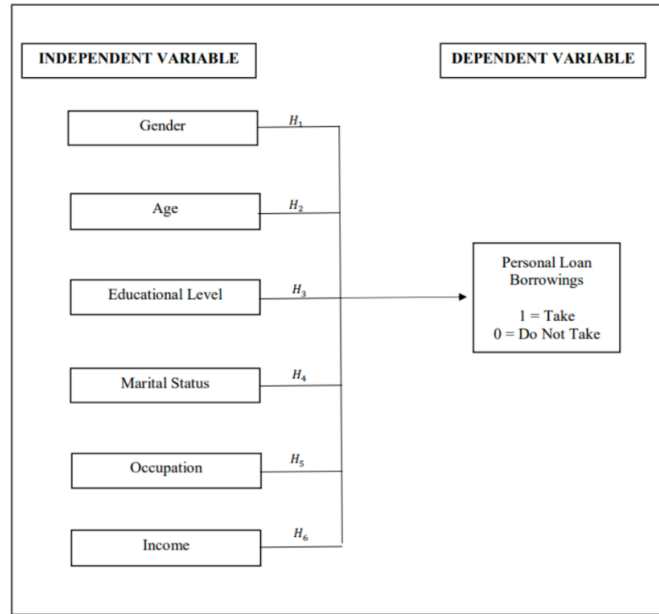 INDEPENDENT VARIABLE
DEPENDENT VARIABLE
Gender
H₁
Age
H₂
Educational Level
H₃
Marital Status
H₄
Occupation
H₅
Income
H₆
Personal Loan
Borrowings
1 = Take
0 = Do Not Take